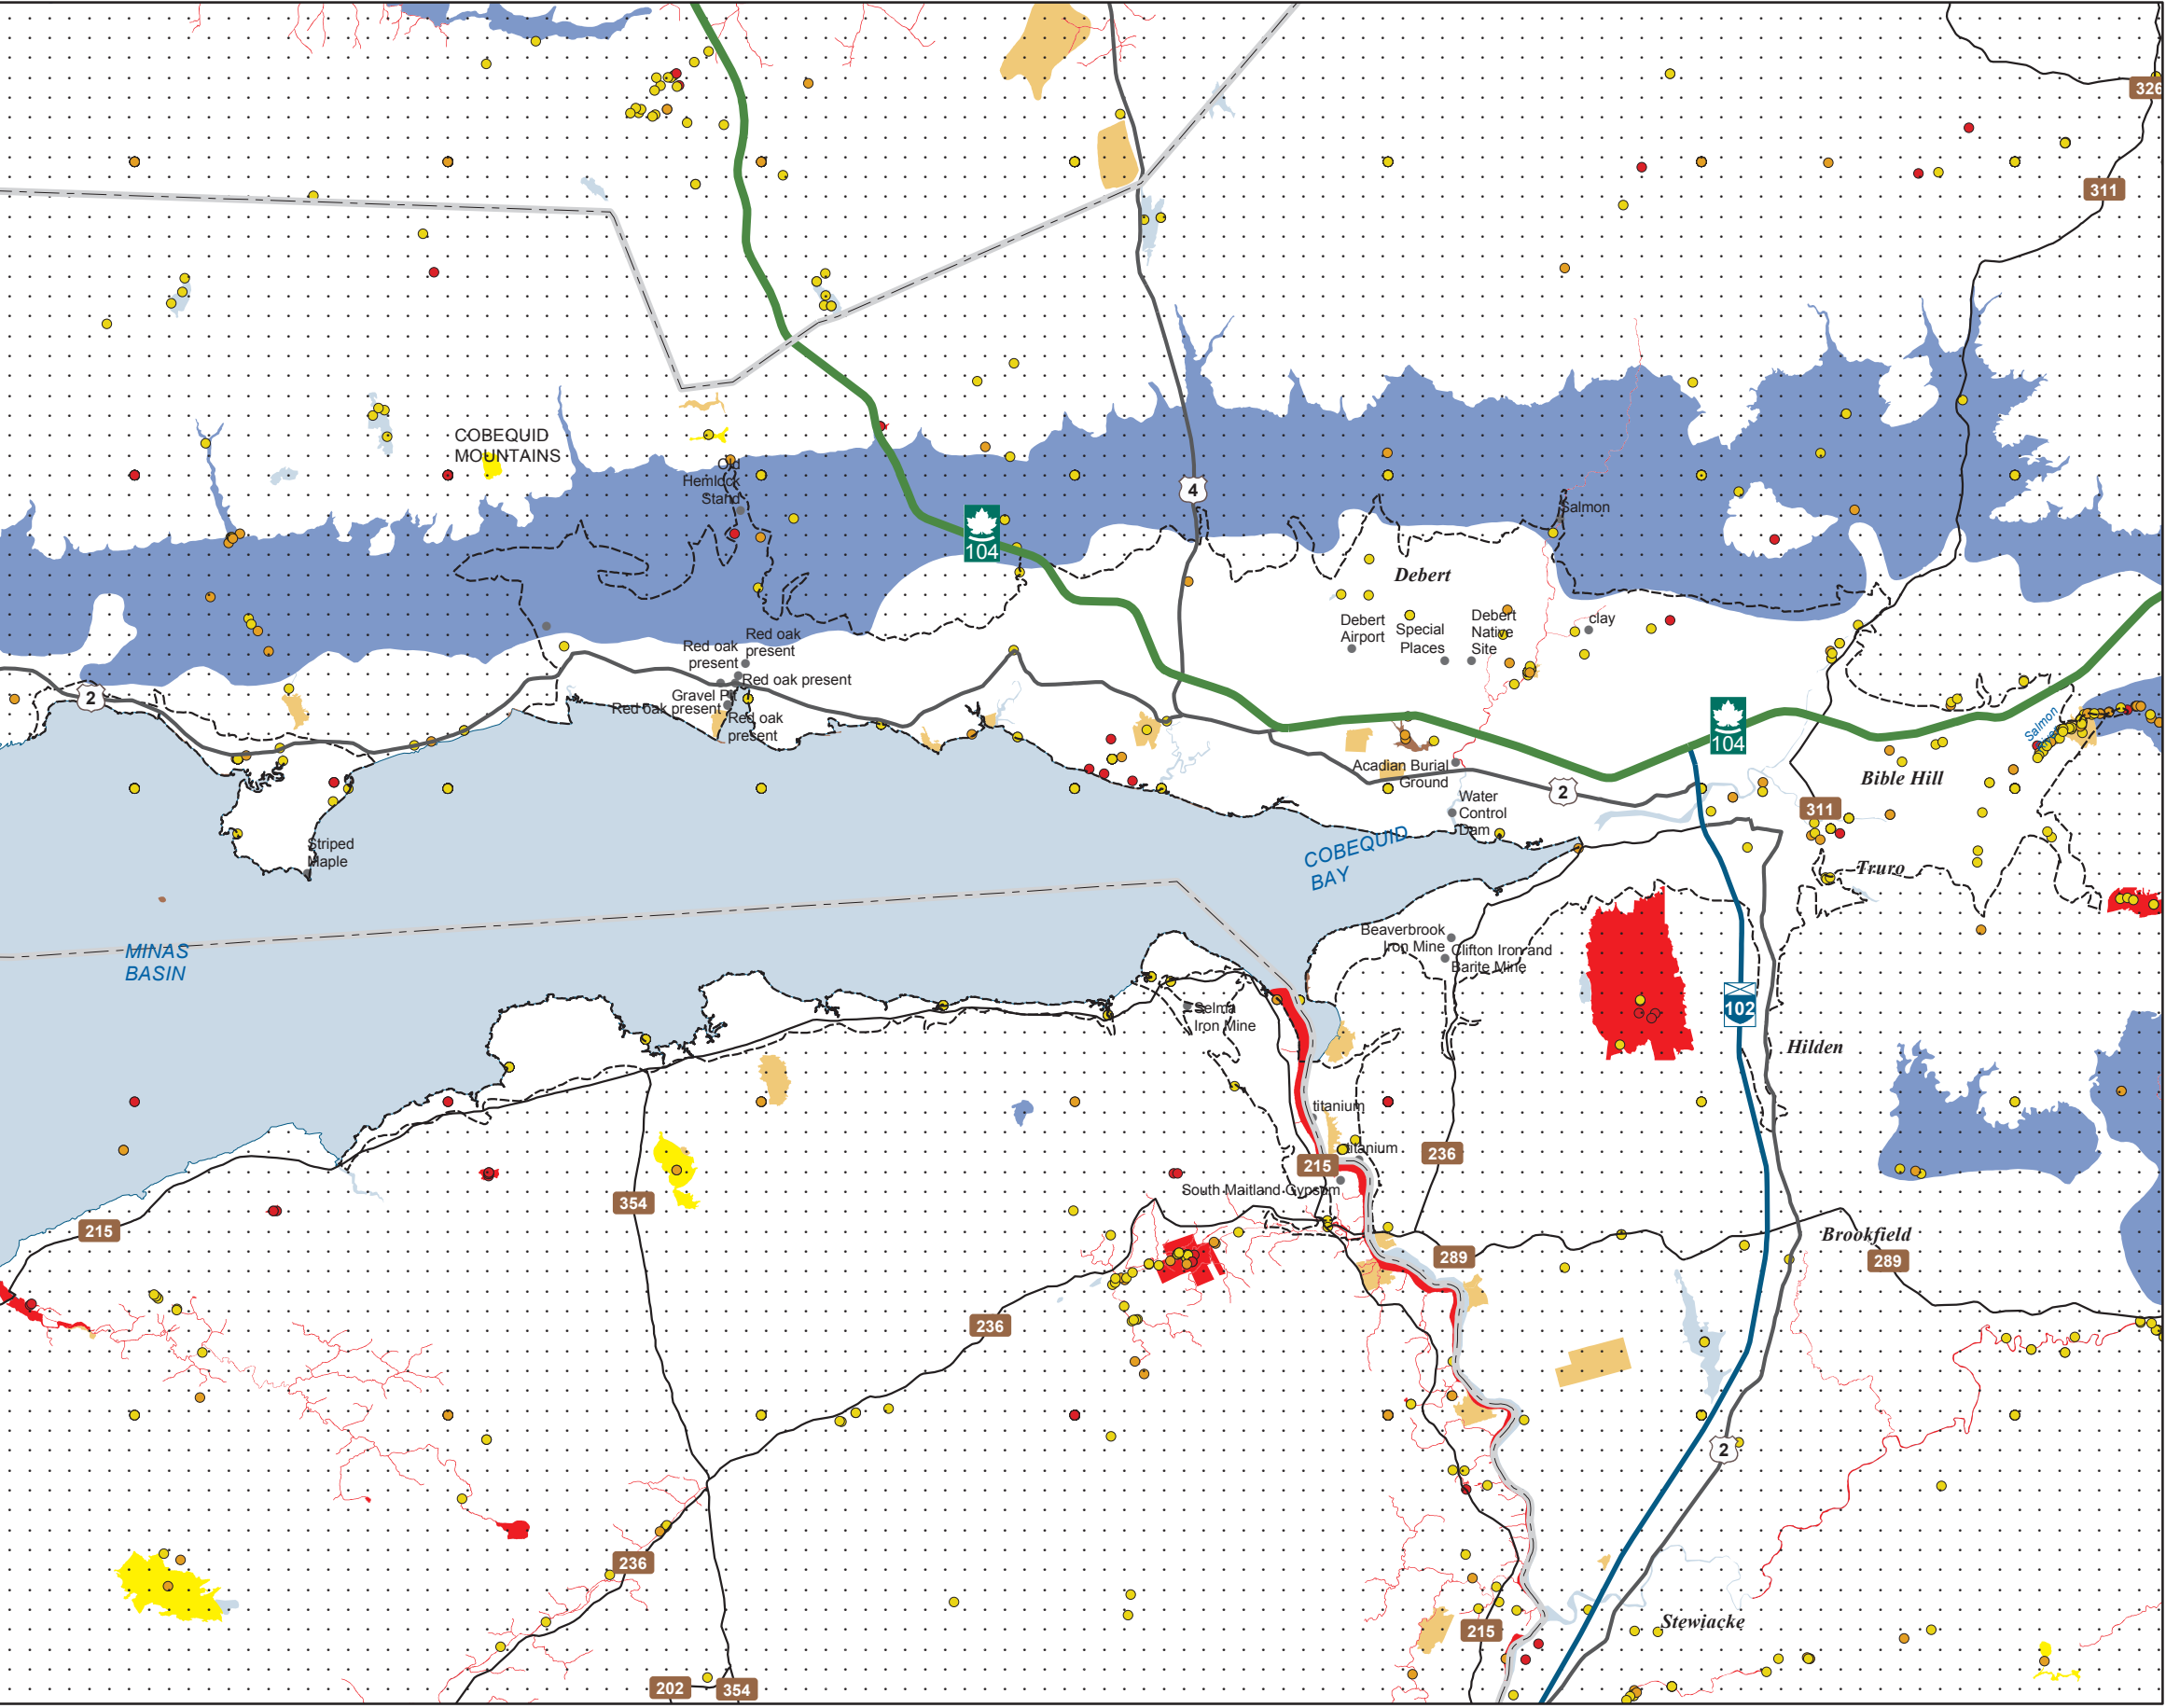 326
311
COBEQUID
MOUNTAINS
Old
Hemlock
Stand
4
104
Salmon
Debert
Debert
Airport
Special
Places
Debert
Native
Site
clay
Red oak
present
Red oak
present
Red oak present
Gravel Pit
Red oak present
Red oak
present
2
104
Salmon
River
Bible Hill
Acadian Burial
Ground
2
Water
Control
Dam
311
Striped
Maple
COBEQUID
BAY
Truro
MINAS
BASIN
Beaverbrook
Iron Mine
Clifton Iron and
Barite Mine
Selma
Iron Mine
102
Hilden
titanium
titanium
215
236
South Maitland Gypsum
354
215
289
Brookfield
289
236
2
236
215
Stewiacke
202
354